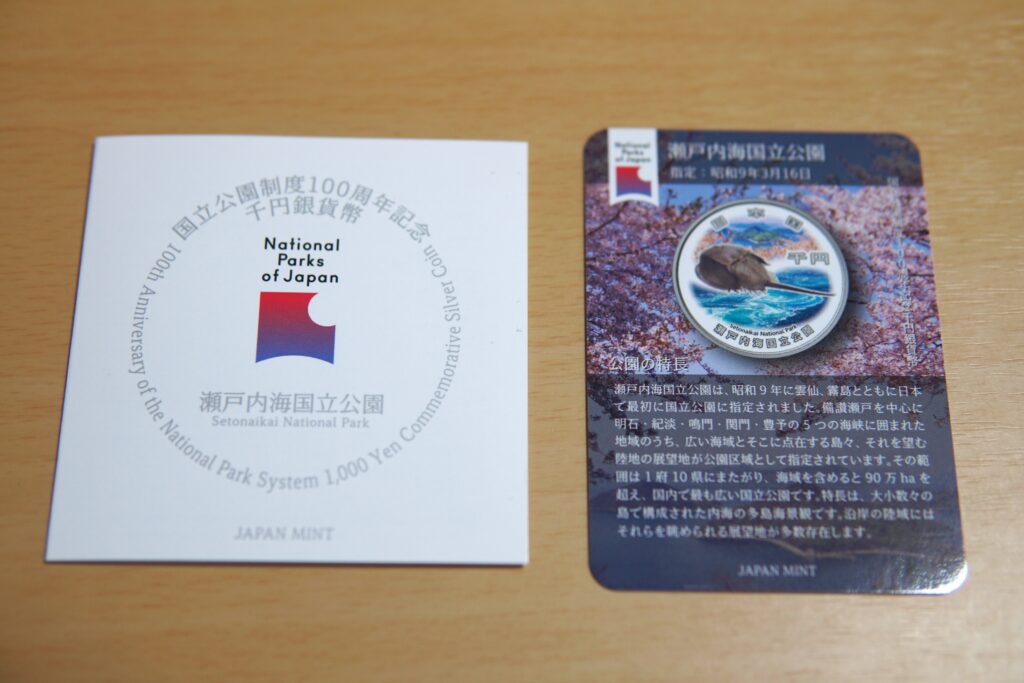 国立公園制度100周年記念
千円銀貨幣
National
Parks
of Japan
瀬戸内海国立公園
Setonaikai National Park
100th Anniversary of the National Park System 1,000 Yen Commemorative Silver Coin
JAPAN MINT
National
Parks
of Japan
瀬戸内海国立公園
指定：昭和9年3月16日
日本国
千円
Setonaikai National Park
瀬戸内海国立公園
公園の特長
瀬戸内海国立公園は、昭和9年に雲仙、霧島とともに日本
で最初に国立公園に指定されました。備讃瀬戸を中心に
明石・紀淡・鳴門・関門・豊予の5つの海峡に囲まれた
地域のうち、広い海域とそこに点在する島々、それを望む
陸地の展望地が公園区域として指定されています。その範
囲は1府10県にまたがり、海域を含めると90万haを
超え、国内で最も広い国立公園です。特長は、大小数々の
島で構成された内海の多島海景観です。沿岸の陸域には
それらを眺められる展望地が多数存在します。
JAPAN MINT